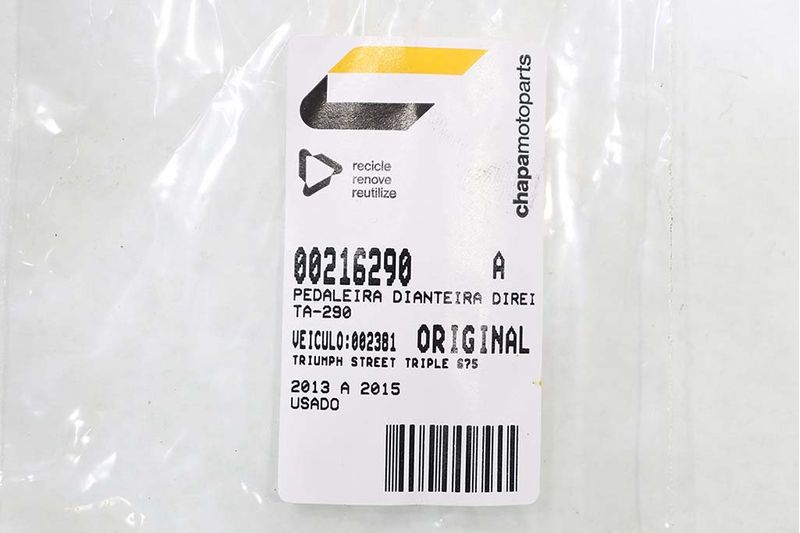 chapamotoparts
recicle
renove
reutilize
00216290 A
PEDALEIRA DIANTEIRA DIREI
TA-290
VEICULO:002381 ORIGINAL
TRIUMPH STREET TRIPLE 675
2013 A 2015
USADO